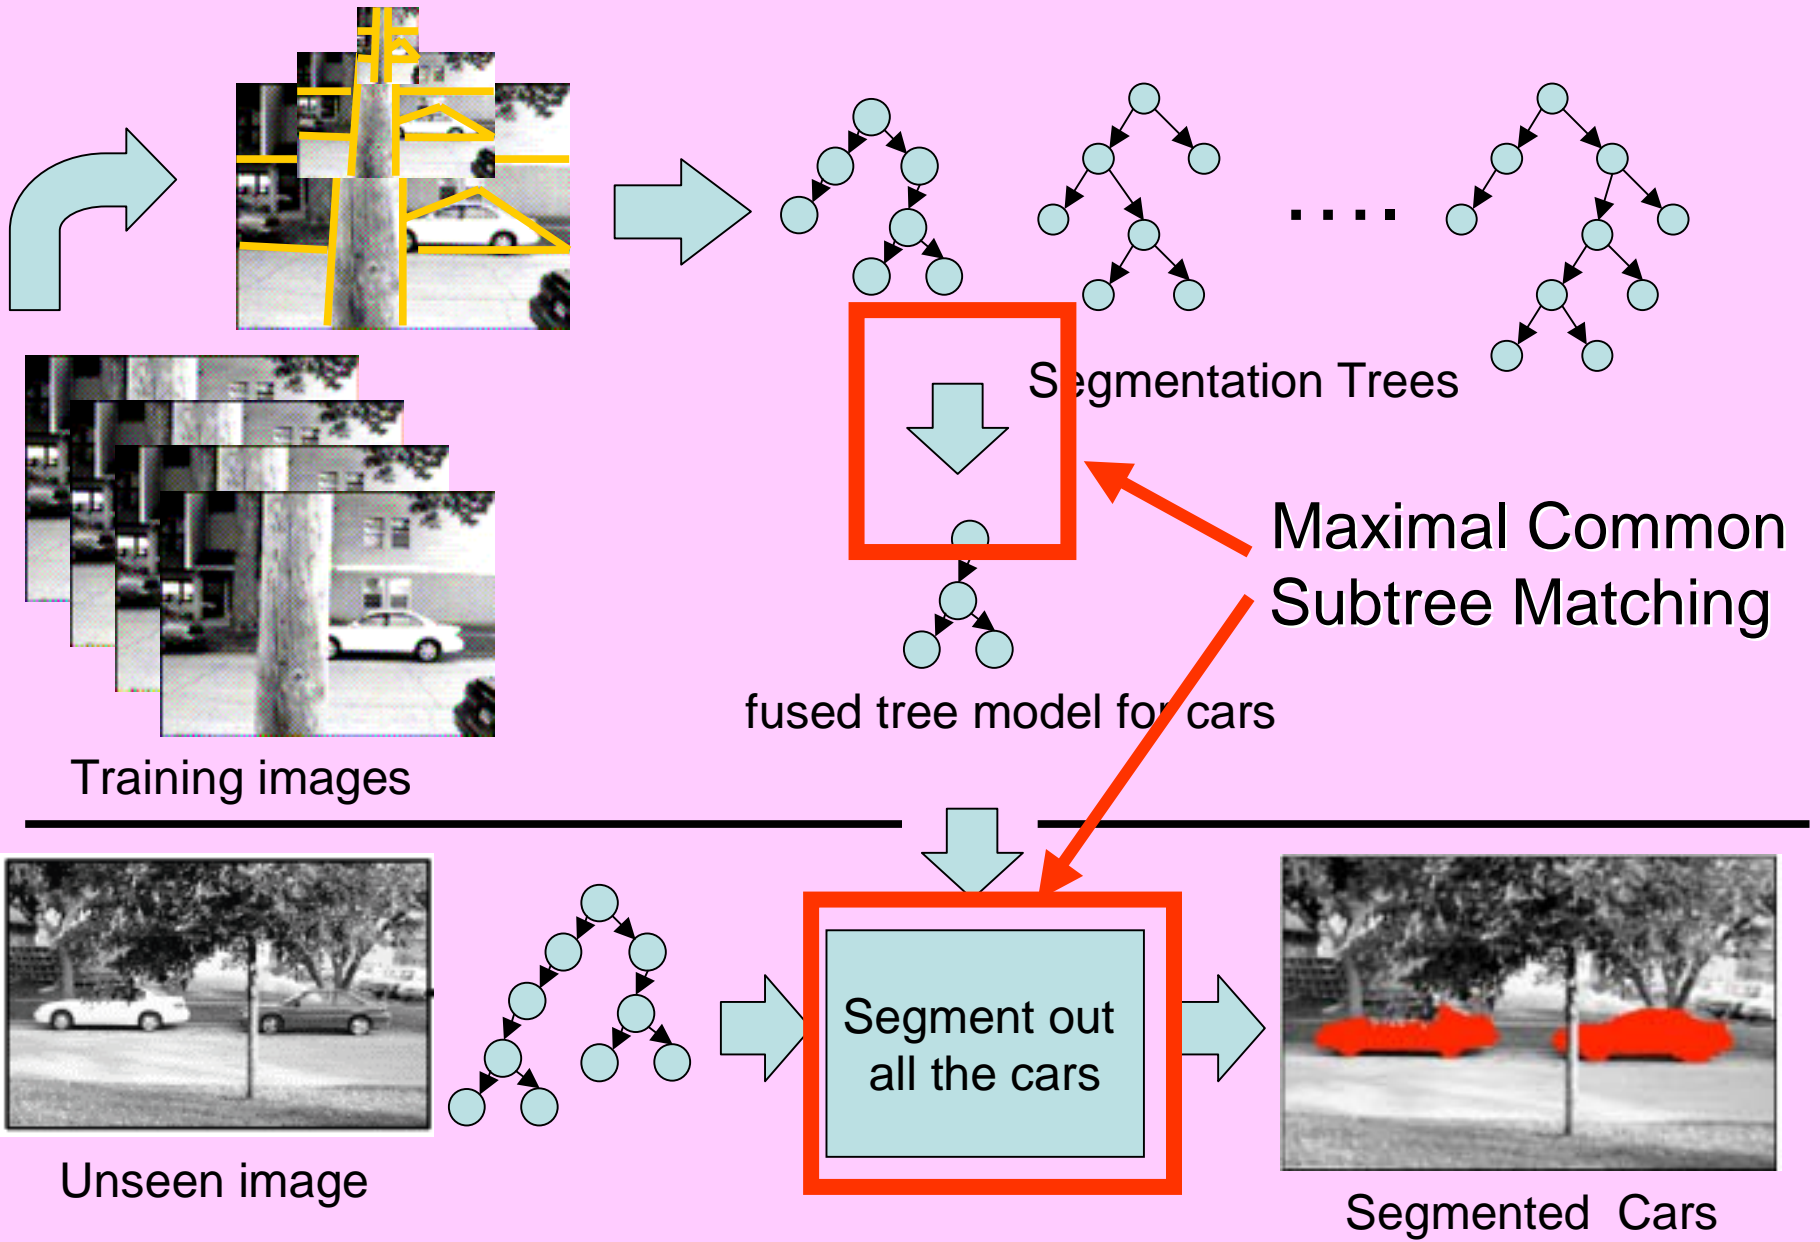 . . . .
Segmentation Trees
Maximal Common
Subtree Matching
fused tree model for cars
Training images
Segment out
all the cars
Unseen image
Segmented Cars